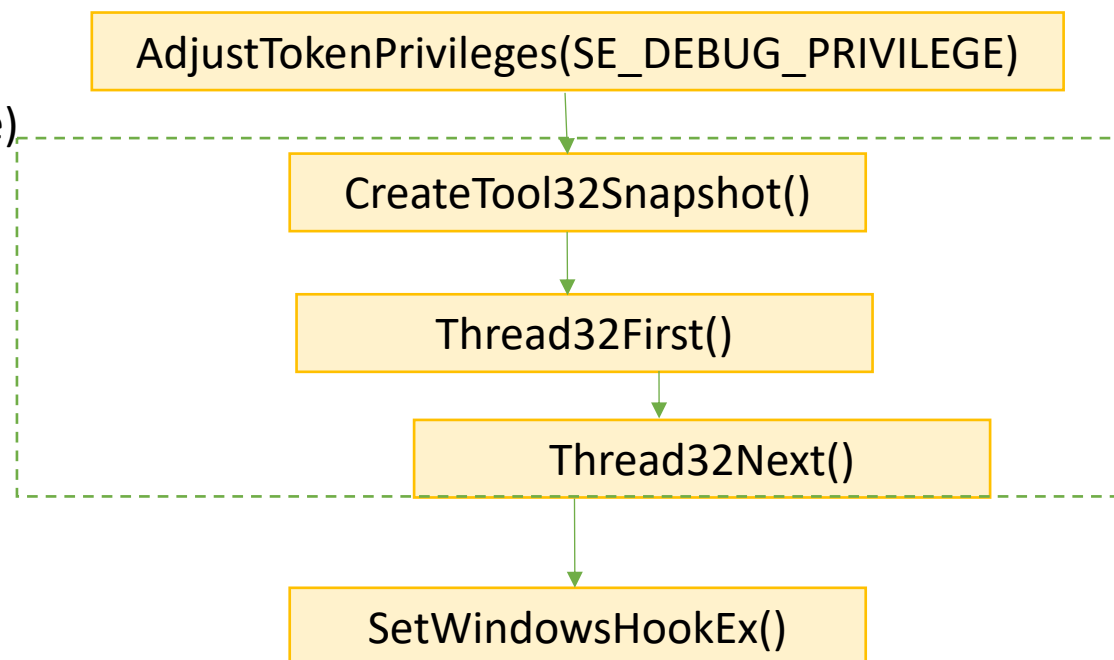 AdjustTokenPrivileges(SE_DEBUG_PRIVILEGE)
e)
CreateTool32Snapshot()
Thread32First()
Thread32Next()
SetWindowsHookEx()